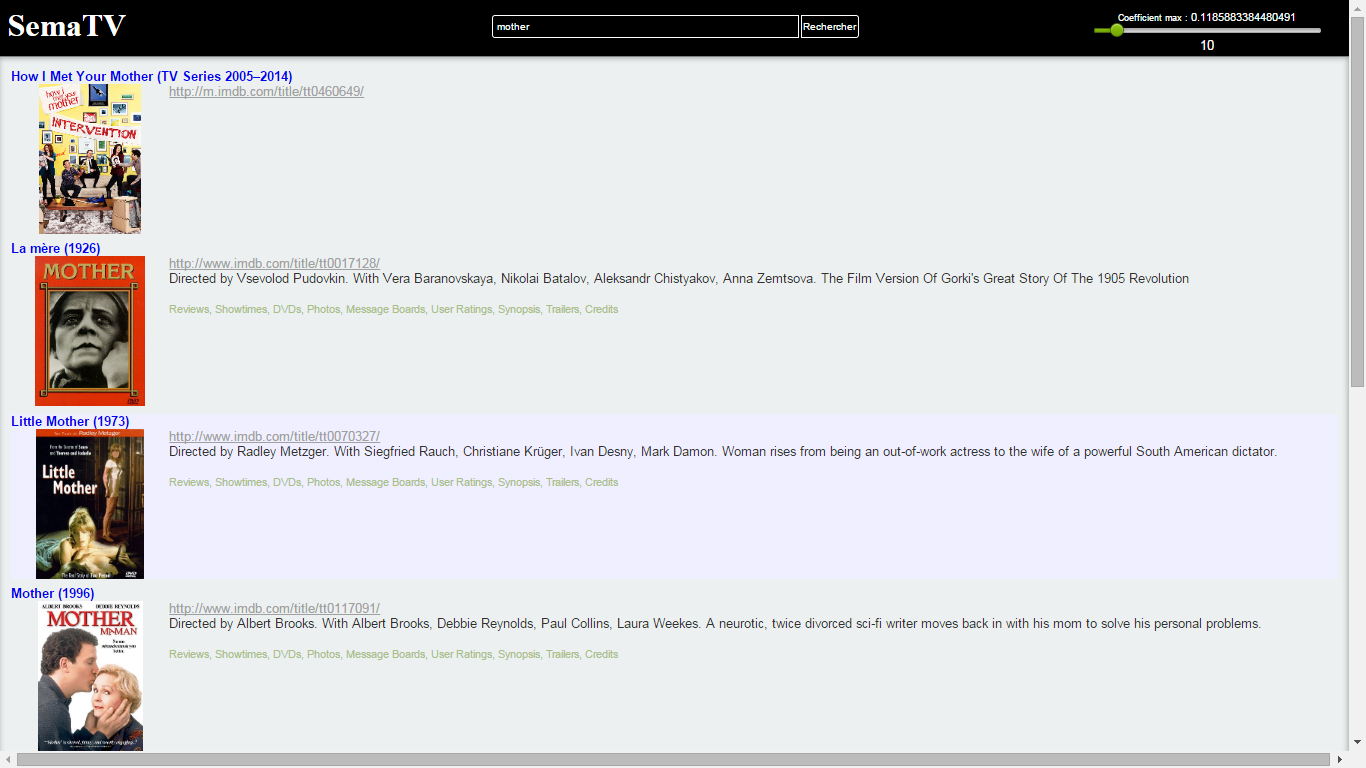 SemaTV
mother
Rechercher
Coefficient max : 0.1185883384480491
10
How I Met Your Mother (TV Series 2005–2014)
how i met your mother
INTERVENTION
http://m.imdb.com/title/tt0460649/
La mère (1926)
MOTHER
http://www.imdb.com/title/tt0017128/
Directed by Vsevolod Pudovkin. With Vera Baranovskaya, Nikolai Batalov, Aleksandr Chistyakov, Anna Zemtsova. The Film Version Of Gorki's Great Story Of The 1905 Revolution
Reviews, Showtimes, DVDs, Photos, Message Boards, User Ratings, Synopsis, Trailers, Credits
Little Mother (1973)
Little
Mother
http://www.imdb.com/title/tt0070327/
Directed by Radley Metzger. With Siegfried Rauch, Christiane Krüger, Ivan Desny, Mark Damon. Woman rises from being an out-of-work actress to the wife of a powerful South American dictator.
Reviews, Showtimes, DVDs, Photos, Message Boards, User Ratings, Synopsis, Trailers, Credits
Mother (1996)
ALBERT BROOKS DEBBIE REYNOLDS
MOTHER
http://www.imdb.com/title/tt0117091/
Directed by Albert Brooks. With Albert Brooks, Debbie Reynolds, Paul Collins, Laura Weekes. A neurotic, twice divorced sci-fi writer moves back in with his mom to solve his personal problems.
Reviews, Showtimes, DVDs, Photos, Message Boards, User Ratings, Synopsis, Trailers, Credits